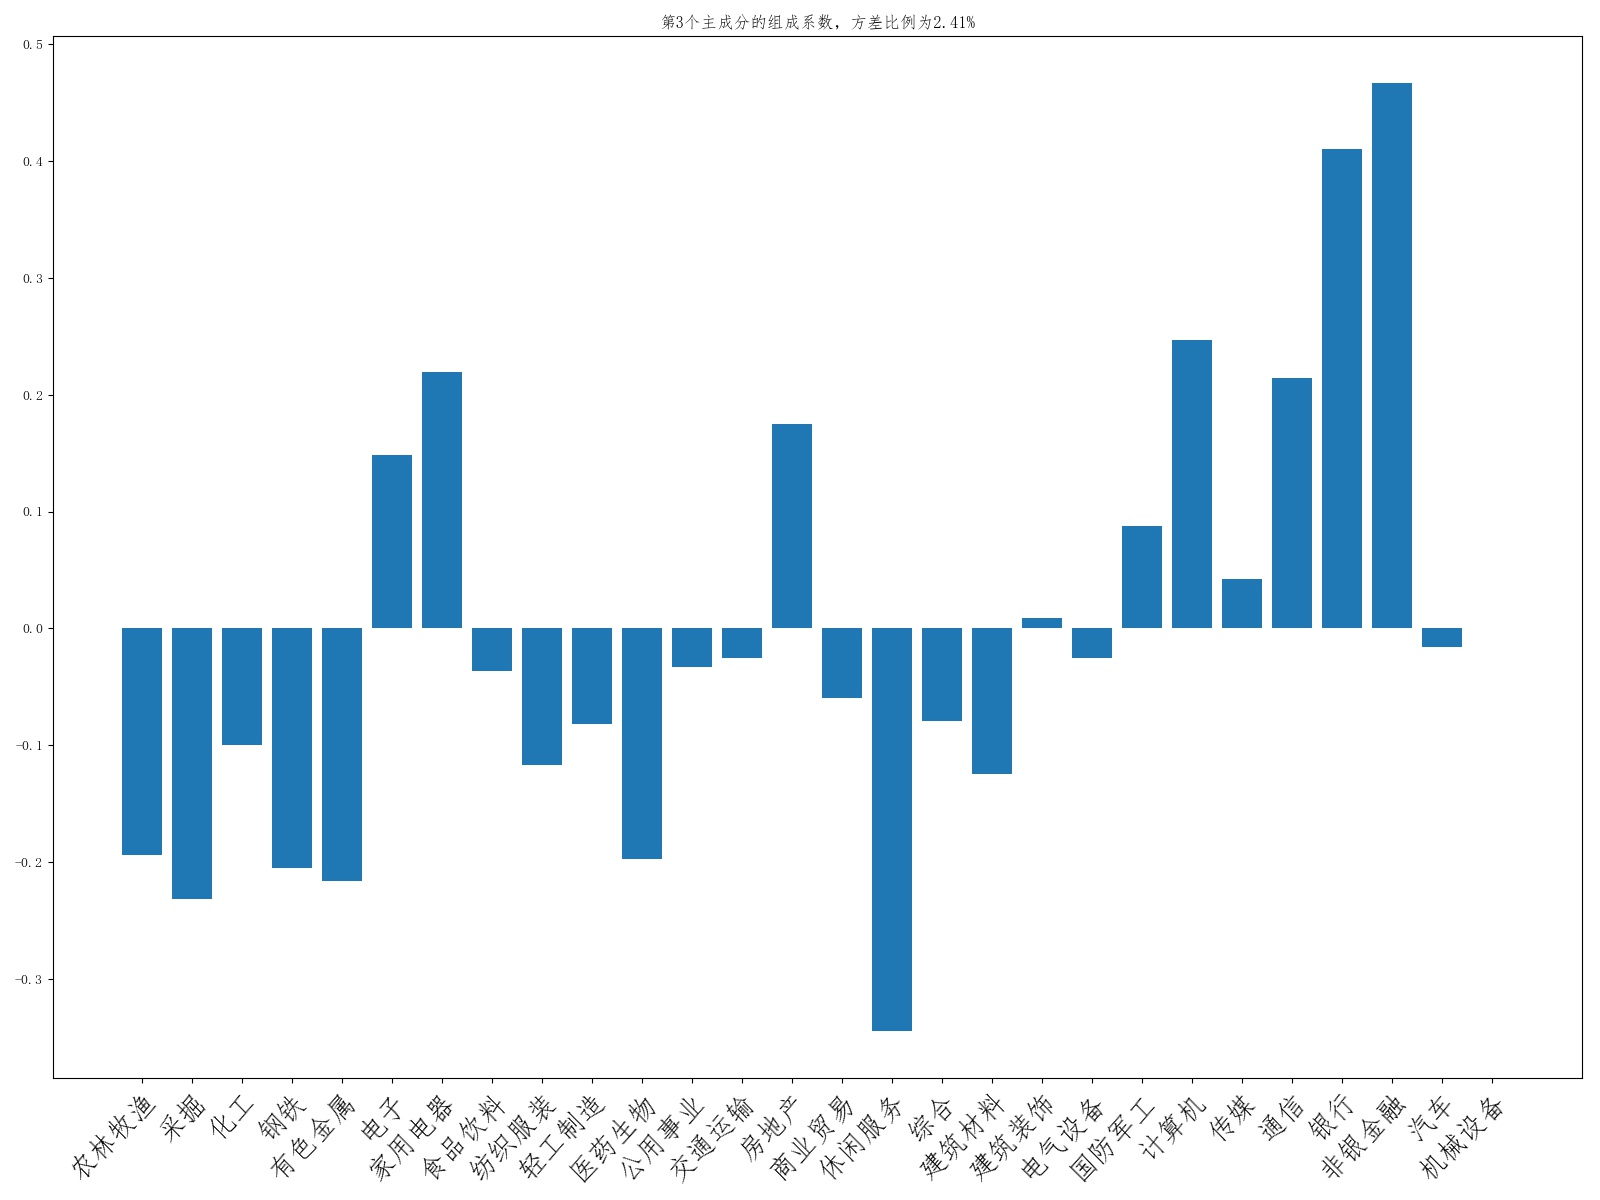 第3个主成分的组成系数，方差比例为2.41%
0.5
0.4
0.3
0.2
0.1
0.0
-0.1
-0.2
-0.3
农林牧渔
采掘
化工
钢铁
有色金属
电子
家用电器
食品饮料
纺织服装
轻工制造
医药生物
公用事业
交通运输
房地产
商业贸易
休闲服务
综合
建筑材料
建筑装饰
电气设备
国防军工
计算机
传媒
通信
银行
非银金融
汽车
机械设备